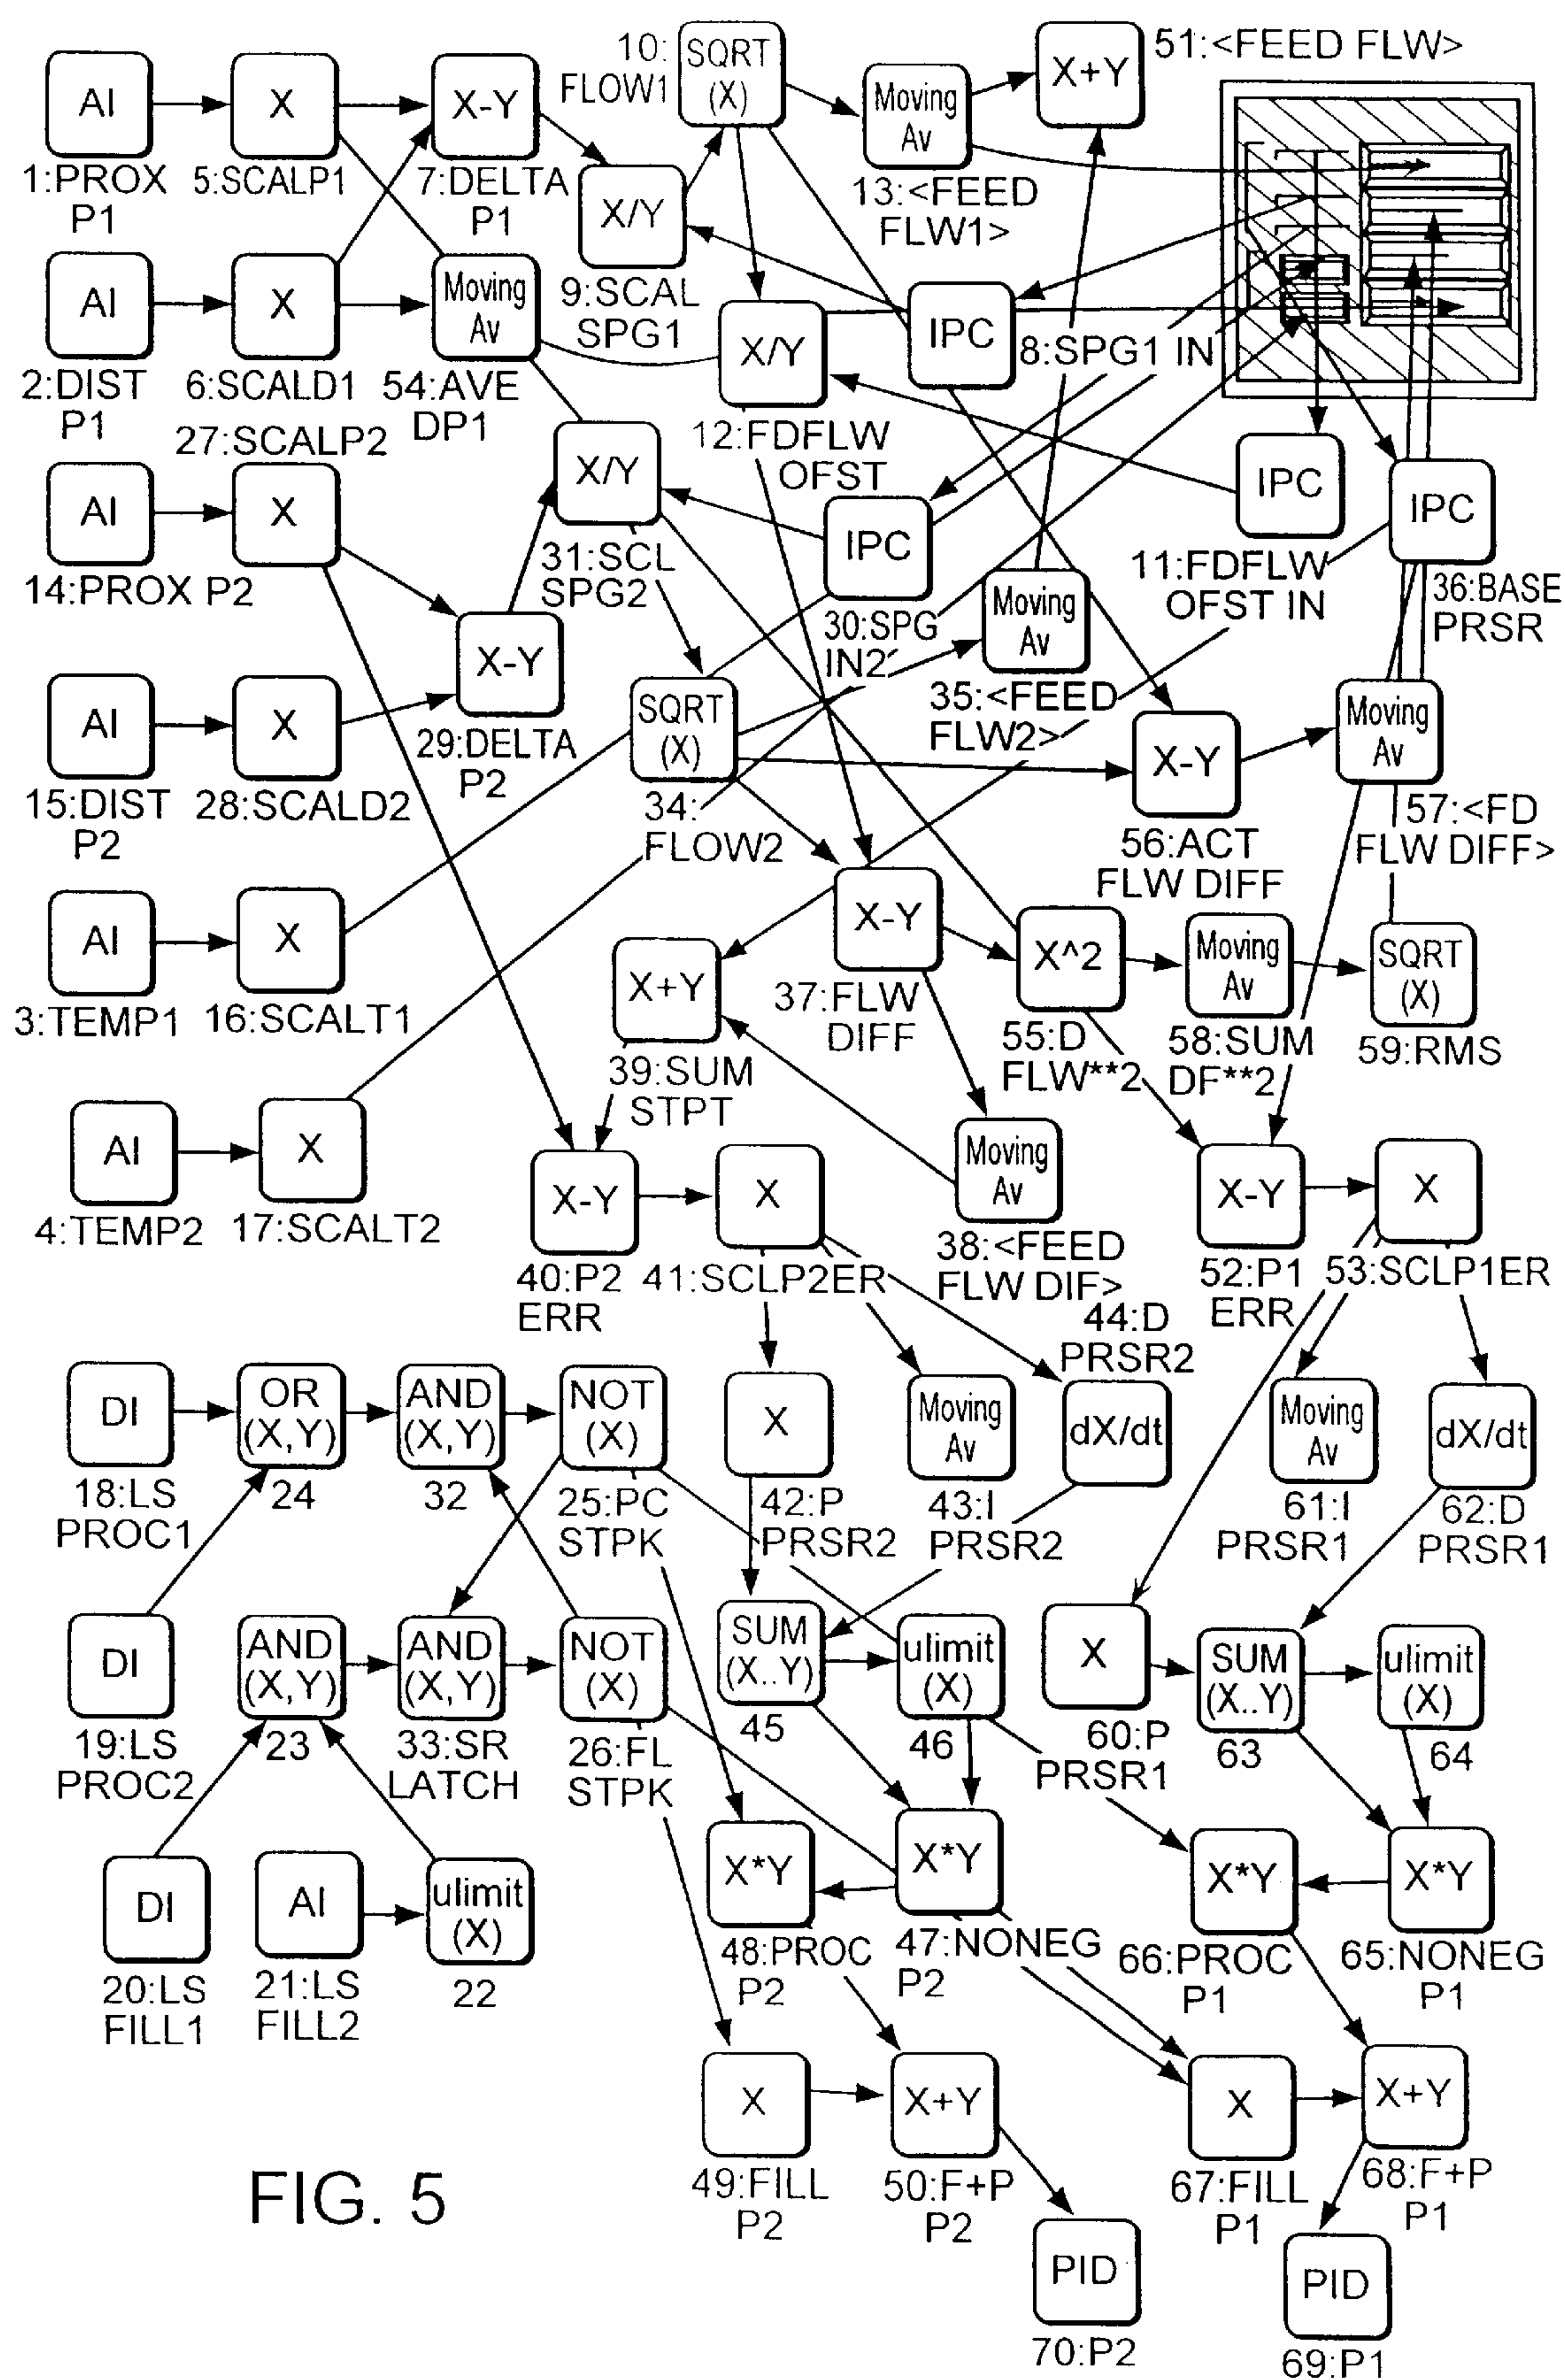 10:
FLOW1
SQRT
(X)
X+Y
51:<FEED FLW>
AI
X
X-Y
Moving
Av
1:PROX
P1
5:SCALP1
7:DELTA
P1
X/Y
13:<FEED
FLW1>
AI
X
Moving
Av
9:SCAL
SPG1
X/Y
IPC
8:SPG1 IN
2:DIST
P1
6:SCALD1
54:AVE
DP1
27:SCALP2
12:FDFLW
OFST
X/Y
IPC
IPC
AI
X
31:SCL
SPG2
IPC
11:FDFLW
OFST IN
36:BASE
PRSR
14:PROX P2
X-Y
30:SPG
IN2
Moving
Av
35:<FEED
FLW2>
AI
X
29:DELTA
P2
SQRT
(X)
X-Y
Moving
Av
15:DIST
P2
28:SCALD2
34:
FLOW2
56:ACT
FLW DIFF
57:<FD
FLW DIFF>
AI
X
X-Y
X^2
Moving
Av
SQRT
(X)
3:TEMP1
16:SCALT1
X+Y
37:FLW
DIFF
55:D
FLW**2
58:SUM
DF**2
59:RMS
39:SUM
STPT
AI
X
X-Y
X
Moving
Av
X-Y
X
4:TEMP2
17:SCALT2
40:P2
ERR
41:SCLP2ER
38:<FEED
FLW DIF>
52:P1
ERR
53:SCLP1ER
44:D
PRSR2
DI
OR
(X,Y)
AND
(X,Y)
NOT
(X)
X
Moving
Av
dX/dt
Moving
Av
dX/dt
18:LS
PROC1
24
32
25:PC
STPK
42:P
PRSR2
43:I
PRSR2
61:I
PRSR1
62:D
PRSR1
DI
AND
(X,Y)
AND
(X,Y)
NOT
(X)
SUM
(X..Y)
ulimit
(X)
X
SUM
(X..Y)
ulimit
(X)
19:LS
PROC2
23
33:SR
LATCH
26:FL
STPK
45
46
60:P
PRSR1
63
64
DI
AI
ulimit
(X)
X*Y
X*Y
X*Y
X*Y
20:LS
FILL1
21:LS
FILL2
22
48:PROC
P2
47:NONEG
P2
66:PROC
P1
65:NONEG
P1
X
X+Y
X
X+Y
49:FILL
P2
50:F+P
P2
67:FILL
P1
68:F+P
P1
FIG. 5
PID
PID
70:P2
69:P1